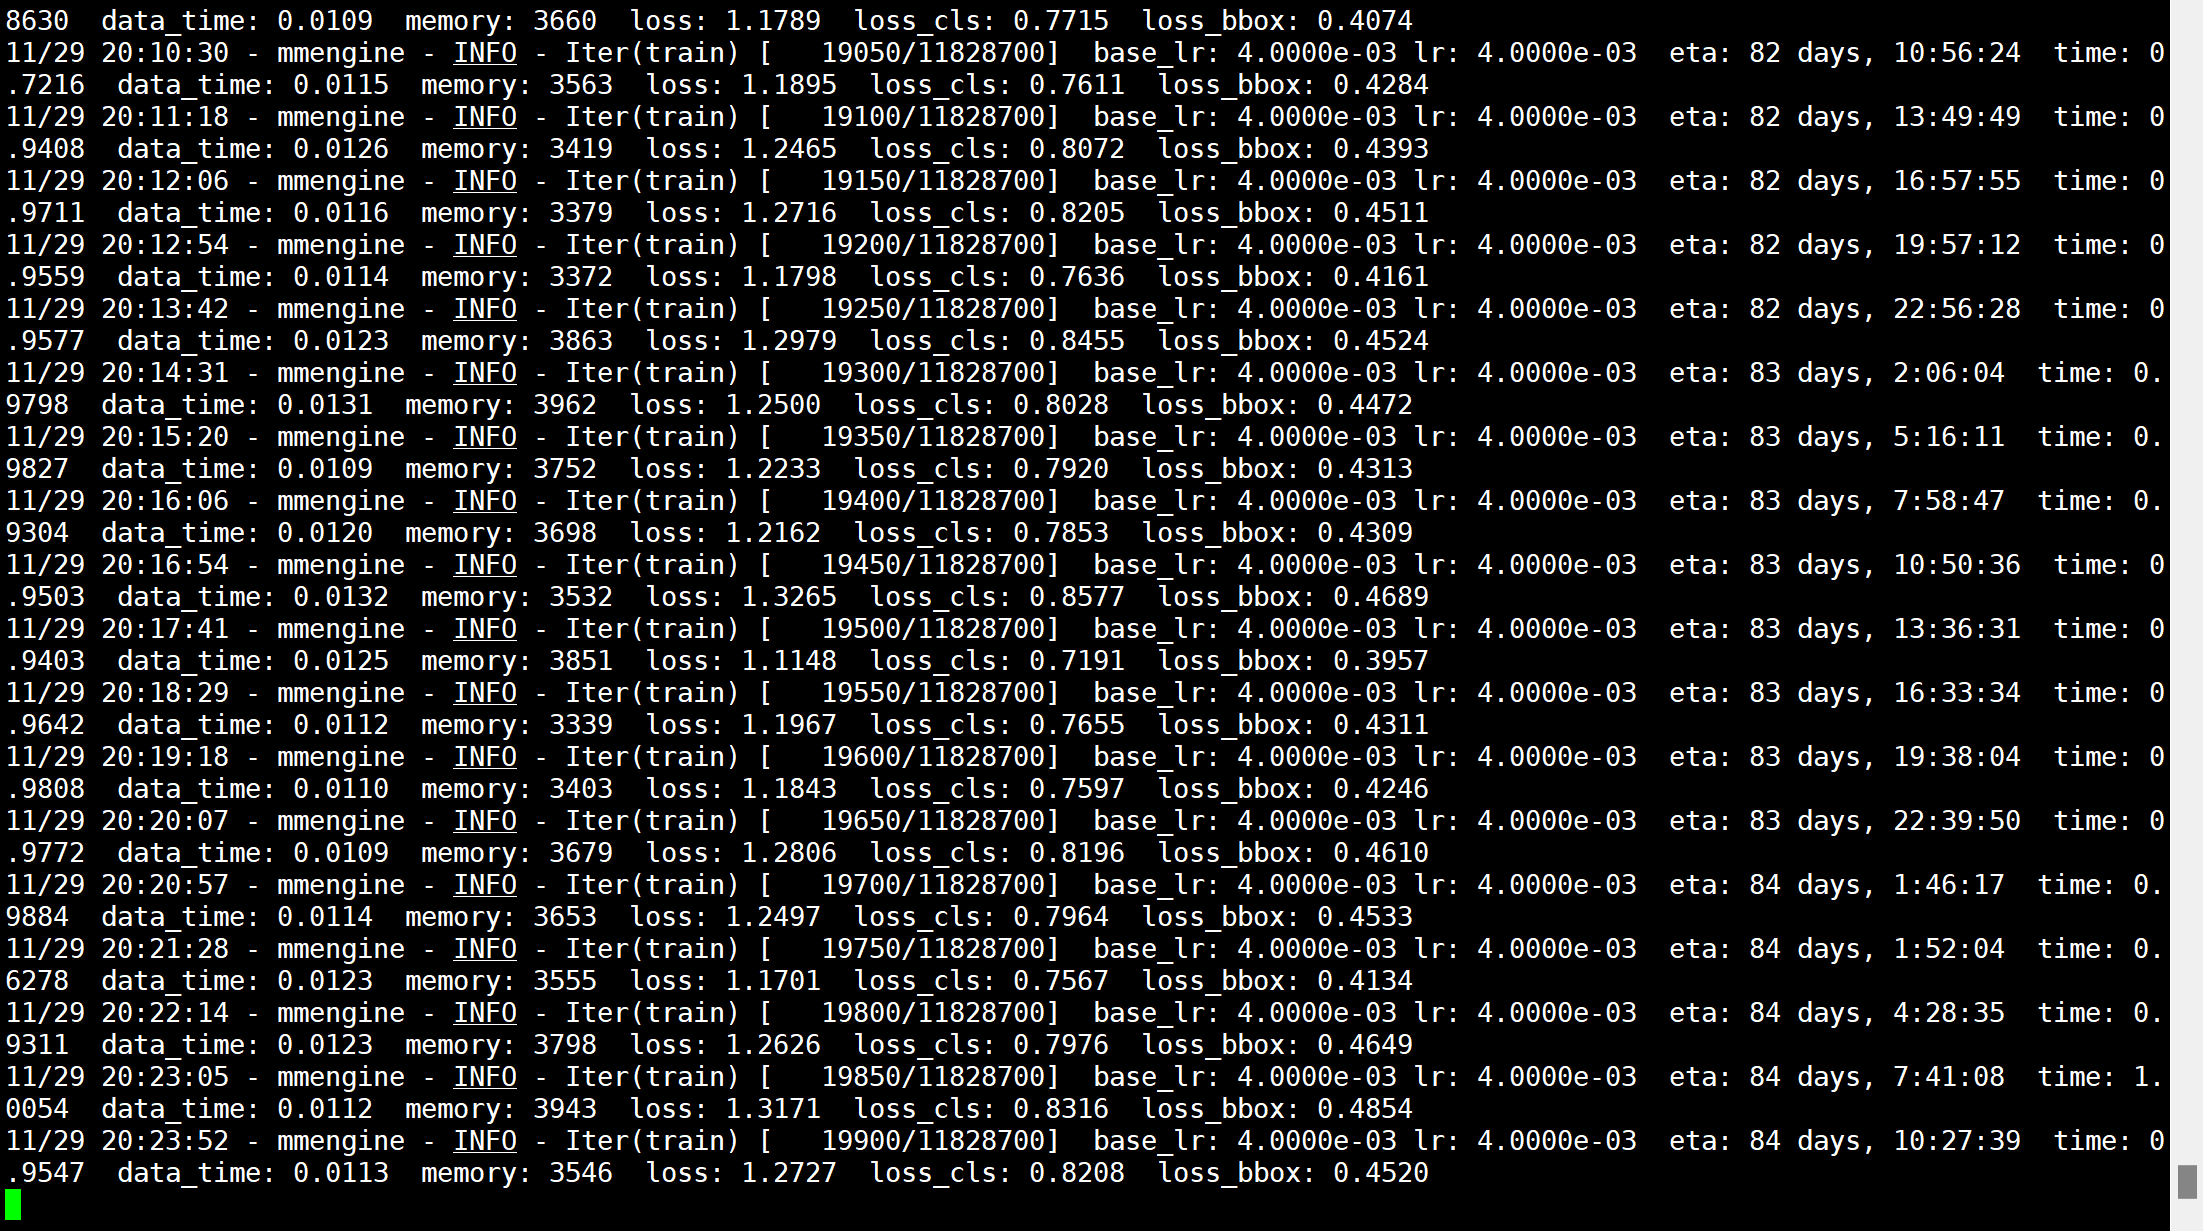 8630  data_time: 0.0109  memory: 3660  loss: 1.1789  loss_cls: 0.7715  loss_bbox: 0.4074
11/29 20:10:30 - mmengine - INFO - Iter(train) [   19050/11828700]  base_lr: 4.0000e-03 lr: 4.0000e-03  eta: 82 days, 10:56:24  time: 0
.7216  data_time: 0.0115  memory: 3563  loss: 1.1895  loss_cls: 0.7611  loss_bbox: 0.4284
11/29 20:11:18 - mmengine - INFO - Iter(train) [   19100/11828700]  base_lr: 4.0000e-03 lr: 4.0000e-03  eta: 82 days, 13:49:49  time: 0
.9408  data_time: 0.0126  memory: 3419  loss: 1.2465  loss_cls: 0.8072  loss_bbox: 0.4393
11/29 20:12:06 - mmengine - INFO - Iter(train) [   19150/11828700]  base_lr: 4.0000e-03 lr: 4.0000e-03  eta: 82 days, 16:57:55  time: 0
.9711  data_time: 0.0116  memory: 3379  loss: 1.2716  loss_cls: 0.8205  loss_bbox: 0.4511
11/29 20:12:54 - mmengine - INFO - Iter(train) [   19200/11828700]  base_lr: 4.0000e-03 lr: 4.0000e-03  eta: 82 days, 19:57:12  time: 0
.9559  data_time: 0.0114  memory: 3372  loss: 1.1798  loss_cls: 0.7636  loss_bbox: 0.4161
11/29 20:13:42 - mmengine - INFO - Iter(train) [   19250/11828700]  base_lr: 4.0000e-03 lr: 4.0000e-03  eta: 82 days, 22:56:28  time: 0
.9577  data_time: 0.0123  memory: 3863  loss: 1.2979  loss_cls: 0.8455  loss_bbox: 0.4524
11/29 20:14:31 - mmengine - INFO - Iter(train) [   19300/11828700]  base_lr: 4.0000e-03 lr: 4.0000e-03  eta: 83 days, 2:06:04  time: 0.
9798  data_time: 0.0131  memory: 3962  loss: 1.2500  loss_cls: 0.8028  loss_bbox: 0.4472
11/29 20:15:20 - mmengine - INFO - Iter(train) [   19350/11828700]  base_lr: 4.0000e-03 lr: 4.0000e-03  eta: 83 days, 5:16:11  time: 0.
9827  data_time: 0.0109  memory: 3752  loss: 1.2233  loss_cls: 0.7920  loss_bbox: 0.4313
11/29 20:16:06 - mmengine - INFO - Iter(train) [   19400/11828700]  base_lr: 4.0000e-03 lr: 4.0000e-03  eta: 83 days, 7:58:47  time: 0.
9304  data_time: 0.0120  memory: 3698  loss: 1.2162  loss_cls: 0.7853  loss_bbox: 0.4309
11/29 20:16:54 - mmengine - INFO - Iter(train) [   19450/11828700]  base_lr: 4.0000e-03 lr: 4.0000e-03  eta: 83 days, 10:50:36  time: 0
.9503  data_time: 0.0132  memory: 3532  loss: 1.3265  loss_cls: 0.8577  loss_bbox: 0.4689
11/29 20:17:41 - mmengine - INFO - Iter(train) [   19500/11828700]  base_lr: 4.0000e-03 lr: 4.0000e-03  eta: 83 days, 13:36:31  time: 0
.9403  data_time: 0.0125  memory: 3851  loss: 1.1148  loss_cls: 0.7191  loss_bbox: 0.3957
11/29 20:18:29 - mmengine - INFO - Iter(train) [   19550/11828700]  base_lr: 4.0000e-03 lr: 4.0000e-03  eta: 83 days, 16:33:34  time: 0
.9642  data_time: 0.0112  memory: 3339  loss: 1.1967  loss_cls: 0.7655  loss_bbox: 0.4311
11/29 20:19:18 - mmengine - INFO - Iter(train) [   19600/11828700]  base_lr: 4.0000e-03 lr: 4.0000e-03  eta: 83 days, 19:38:04  time: 0
.9808  data_time: 0.0110  memory: 3403  loss: 1.1843  loss_cls: 0.7597  loss_bbox: 0.4246
11/29 20:20:07 - mmengine - INFO - Iter(train) [   19650/11828700]  base_lr: 4.0000e-03 lr: 4.0000e-03  eta: 83 days, 22:39:50  time: 0
.9772  data_time: 0.0109  memory: 3679  loss: 1.2806  loss_cls: 0.8196  loss_bbox: 0.4610
11/29 20:20:57 - mmengine - INFO - Iter(train) [   19700/11828700]  base_lr: 4.0000e-03 lr: 4.0000e-03  eta: 84 days, 1:46:17  time: 0.
9884  data_time: 0.0114  memory: 3653  loss: 1.2497  loss_cls: 0.7964  loss_bbox: 0.4533
11/29 20:21:28 - mmengine - INFO - Iter(train) [   19750/11828700]  base_lr: 4.0000e-03 lr: 4.0000e-03  eta: 84 days, 1:52:04  time: 0.
6278  data_time: 0.0123  memory: 3555  loss: 1.1701  loss_cls: 0.7567  loss_bbox: 0.4134
11/29 20:22:14 - mmengine - INFO - Iter(train) [   19800/11828700]  base_lr: 4.0000e-03 lr: 4.0000e-03  eta: 84 days, 4:28:35  time: 0.
9311  data_time: 0.0123  memory: 3798  loss: 1.2626  loss_cls: 0.7976  loss_bbox: 0.4649
11/29 20:23:05 - mmengine - INFO - Iter(train) [   19850/11828700]  base_lr: 4.0000e-03 lr: 4.0000e-03  eta: 84 days, 7:41:08  time: 1.
0054  data_time: 0.0112  memory: 3943  loss: 1.3171  loss_cls: 0.8316  loss_bbox: 0.4854
11/29 20:23:52 - mmengine - INFO - Iter(train) [   19900/11828700]  base_lr: 4.0000e-03 lr: 4.0000e-03  eta: 84 days, 10:27:39  time: 0
.9547  data_time: 0.0113  memory: 3546  loss: 1.2727  loss_cls: 0.8208  loss_bbox: 0.4520